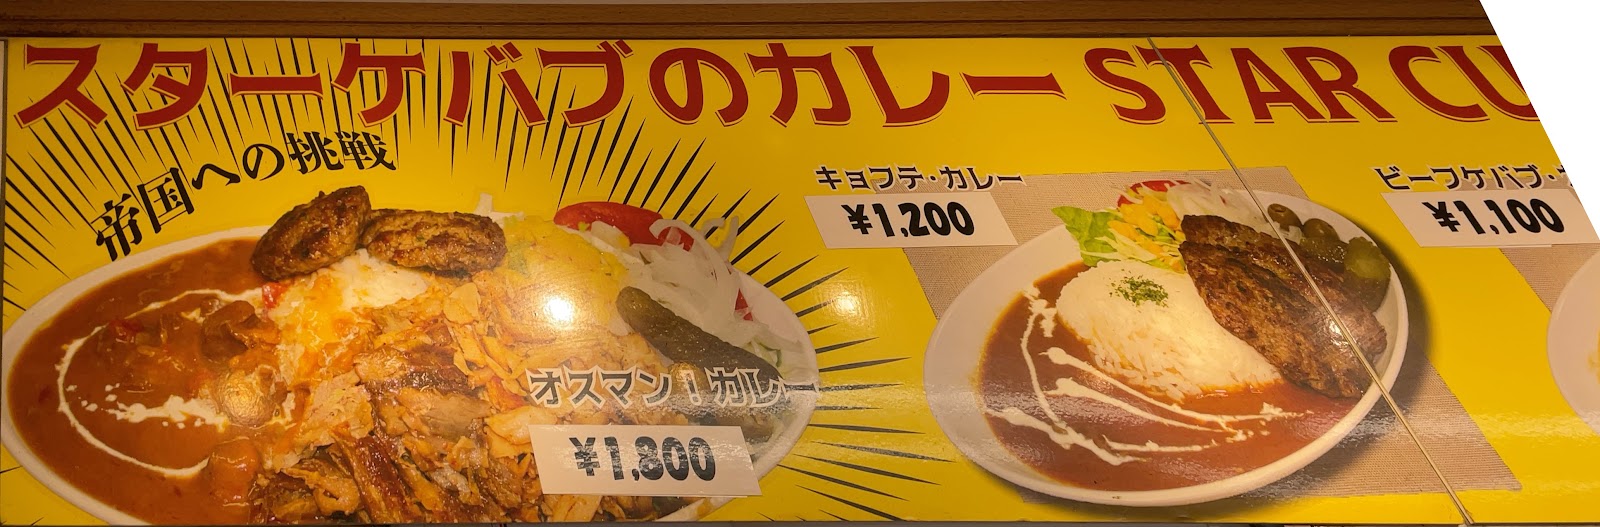 スターケバブのカレー STAR CU
帝国への挑戦
キョフテ・カレー
¥1,200
ビーフケバブ・
¥1,100
オスマン！カレー
¥1,800